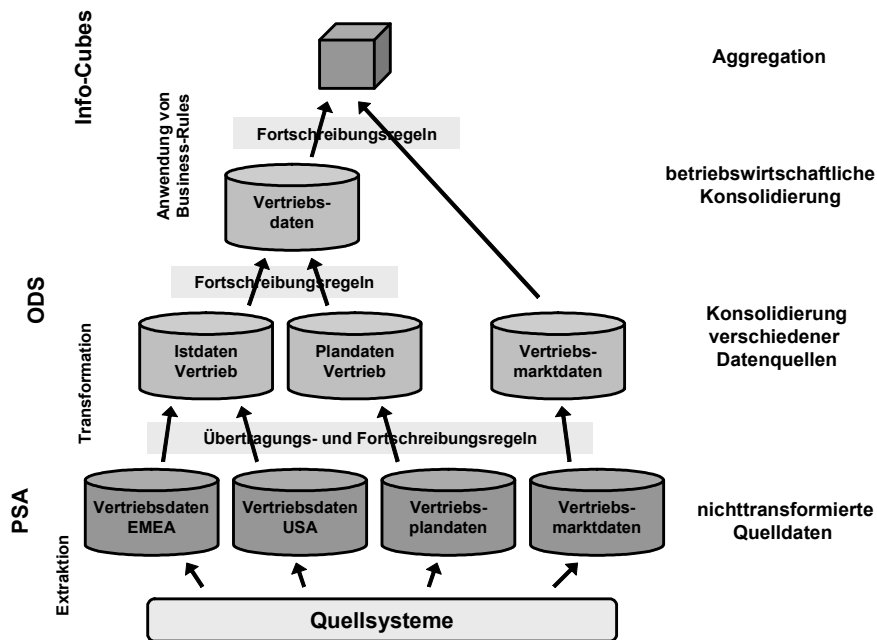 Info-Cubes
Aggregation
Anwendung von
Business-Rules
Fortschreibungsregeln
Vertriebs-
daten
betriebswirtschaftliche
Konsolidierung
ODS
Fortschreibungsregeln
Transformation
Istdaten
Vertrieb
Plandaten
Vertrieb
Vertriebs-
marktdaten
Konsolidierung
verschiedener
Datenquellen
Übertragungs- und Fortschreibungsregeln
PSA
Extraktion
Vertriebsdaten
EMEA
Vertriebsdaten
USA
Vertriebs-
plandaten
Vertriebs-
marktdaten
nichttransformierte
Quelldaten
Quellsysteme